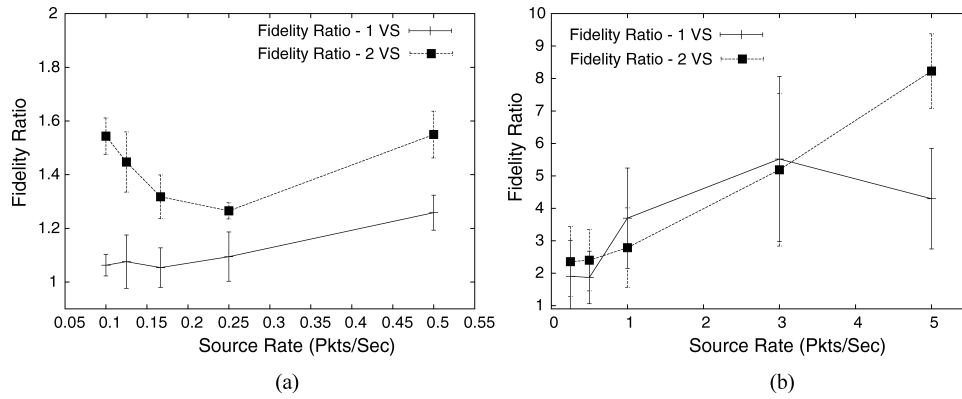 2
Fidelity Ratio - 1 VS
Fidelity Ratio - 2 VS
1.8
1.6
1.4
1.2
1
Fidelity Ratio
0.05 0.1 0.15 0.2 0.25 0.3 0.35 0.4 0.45 0.5 0.55
Source Rate (Pkts/Sec)
(a)
10
Fidelity Ratio - 1 VS
Fidelity Ratio - 2 VS
9
8
7
6
5
4
3
2
1
Fidelity Ratio
0 1 2 3 4 5
Source Rate (Pkts/Sec)
(b)